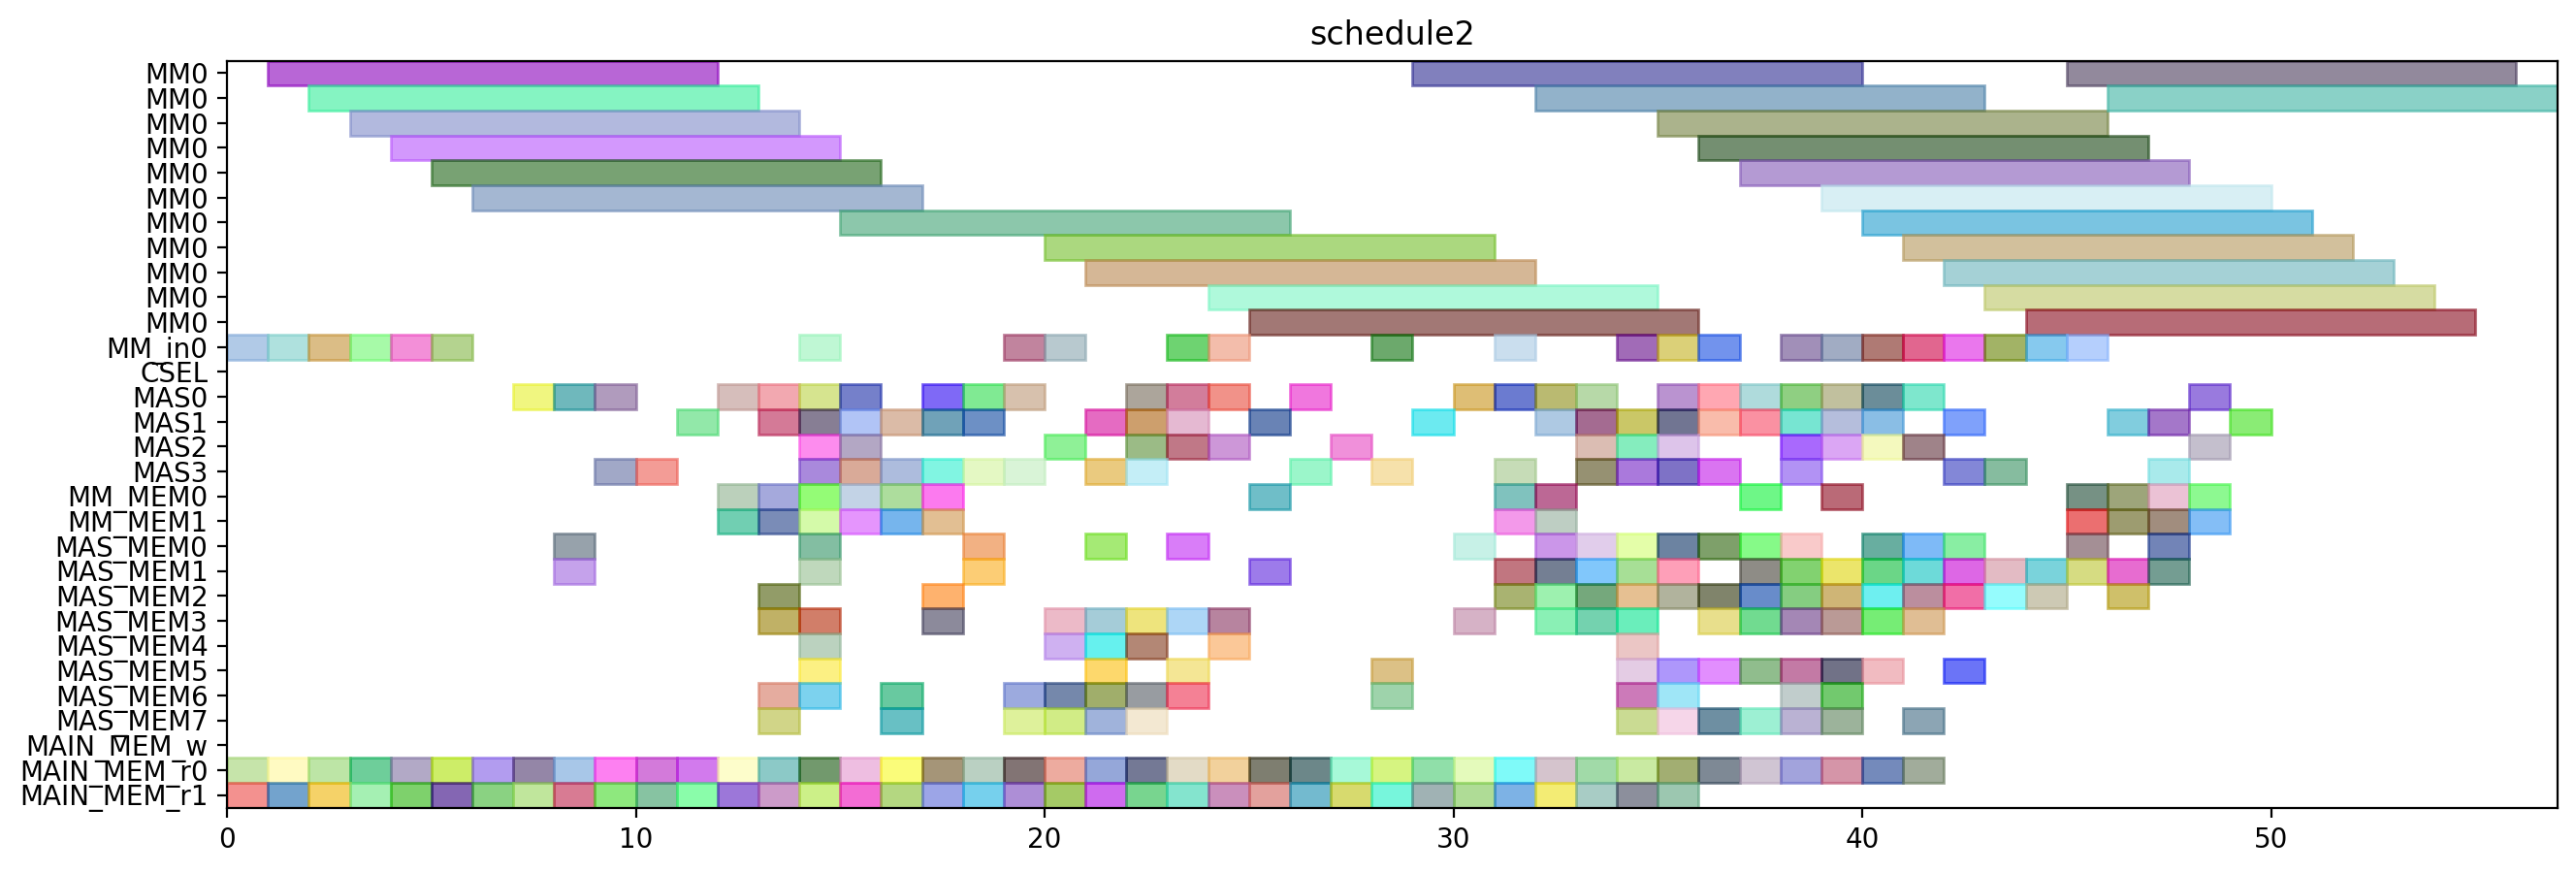 schedule2
MM0
MM0
MM0
MM0
MM0
MM0
MM0
MM0
MM0
MM0
MM0
MM_in0
CSEL
MAS0
MAS1
MAS2
MAS3
MM_MEM0
MM_MEM1
MAS_MEM0
MAS_MEM1
MAS_MEM2
MAS_MEM3
MAS_MEM4
MAS_MEM5
MAS_MEM6
MAS_MEM7
MAIN_MEM_w
MAIN_MEM_r0
MAIN_MEM_r1
0 10 20 30 40 50